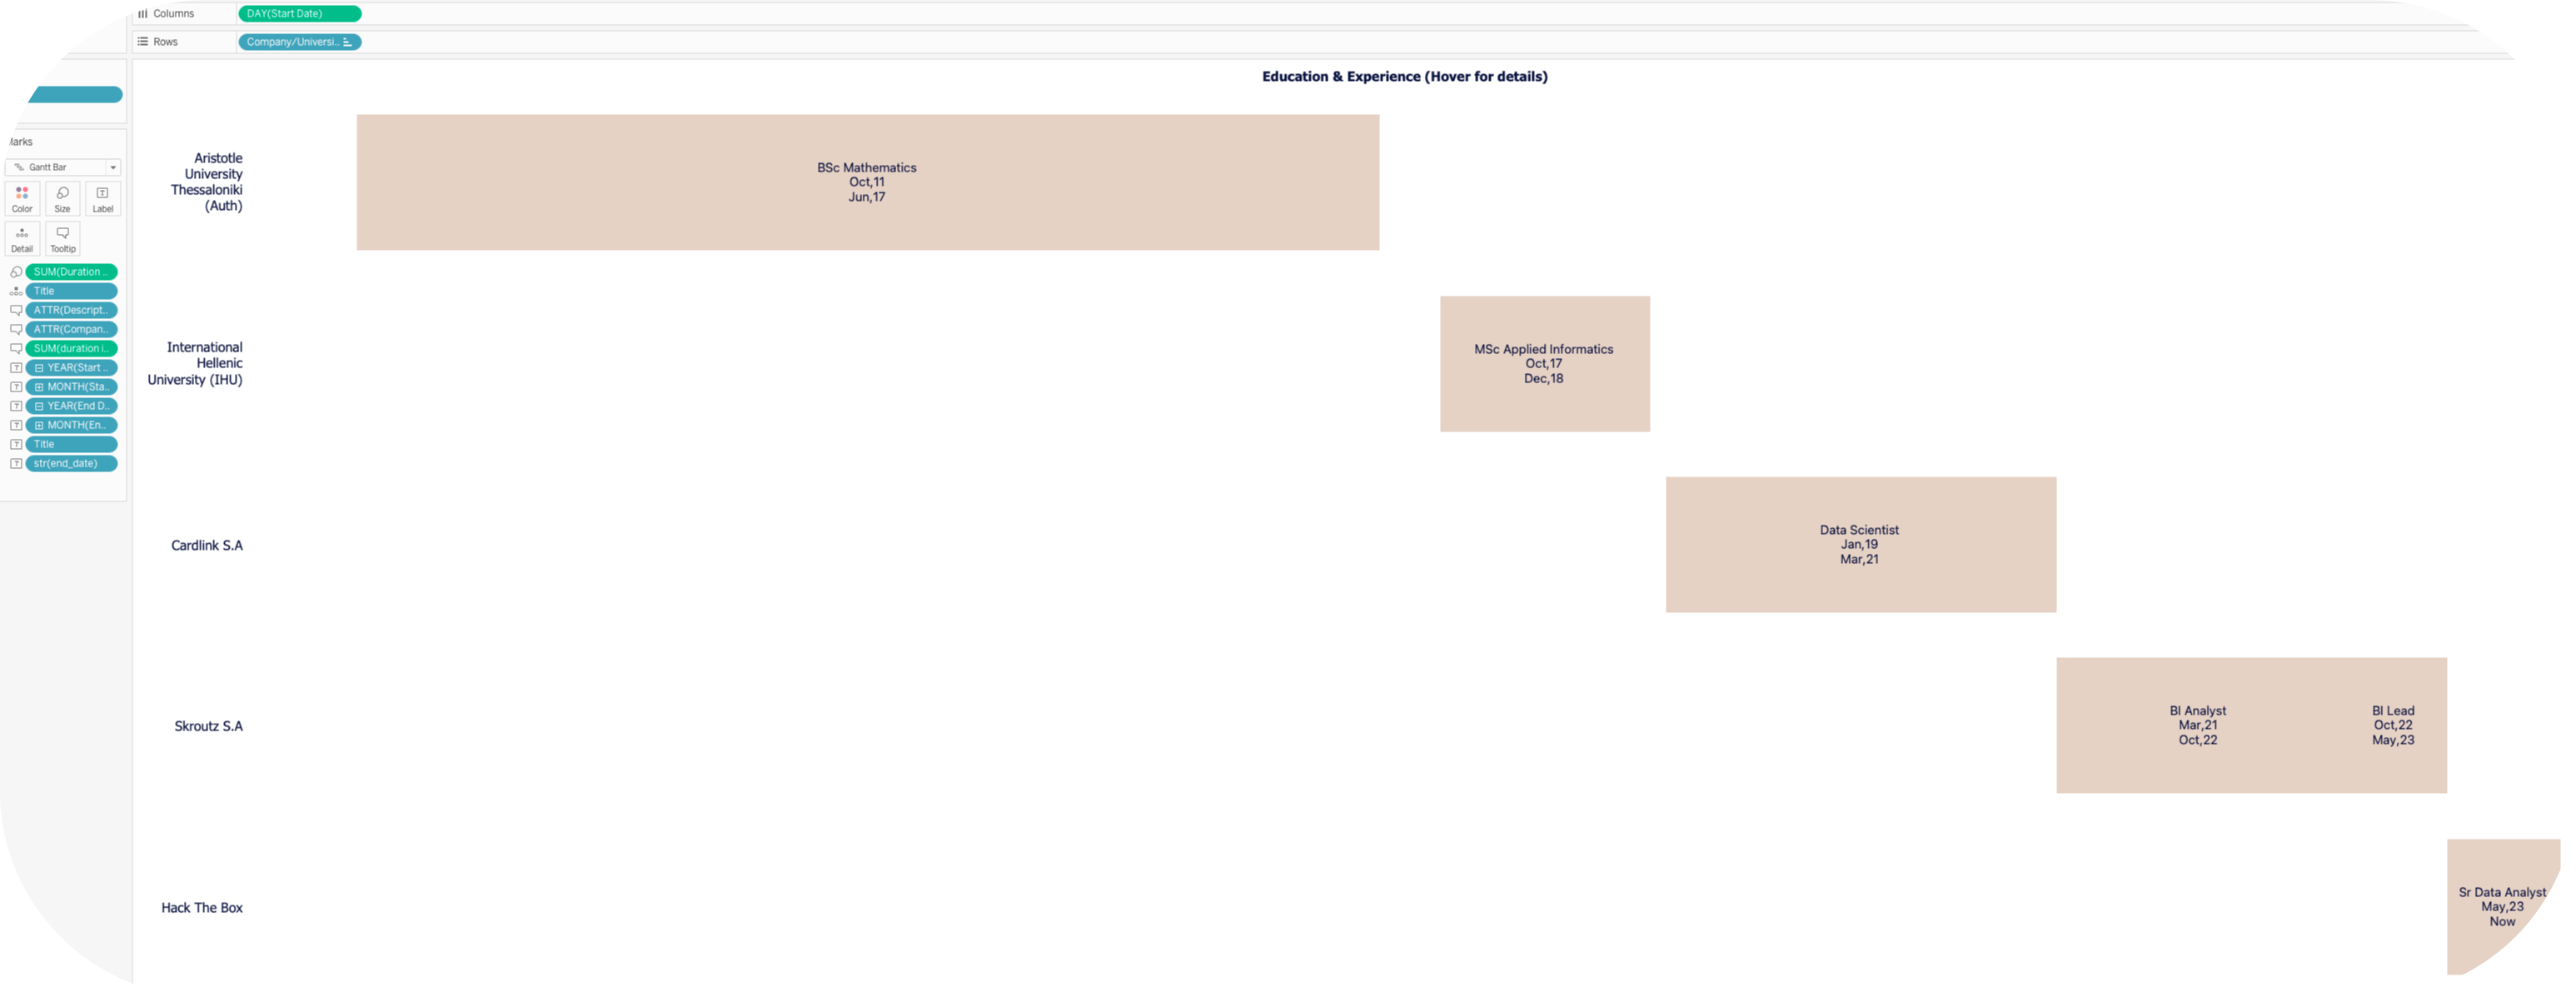 Columns
DAY(Start Date)
Rows
Company/Universi..
Education & Experience (Hover for details)
Gantt Bar
Color
Size
Label
Detail
Tooltip
SUM(Duration ..
Title
ATTR(Descript..
ATTR(Compan..
SUM(duration i..
YEAR(Start ..
MONTH(Sta..
YEAR(End D..
MONTH(En..
Title
str(end_date)
Aristotle
University
Thessaloniki
(Auth)
BSc Mathematics
Oct,11
Jun,17
International
Hellenic
University (IHU)
MSc Applied Informatics
Oct,17
Dec,18
Cardlink S.A
Data Scientist
Jan,19
Mar,21
Skroutz S.A
BI Analyst
Mar,21
Oct,22
BI Lead
Oct,22
May,23
Hack The Box
Sr Data Analyst
May,23
Now